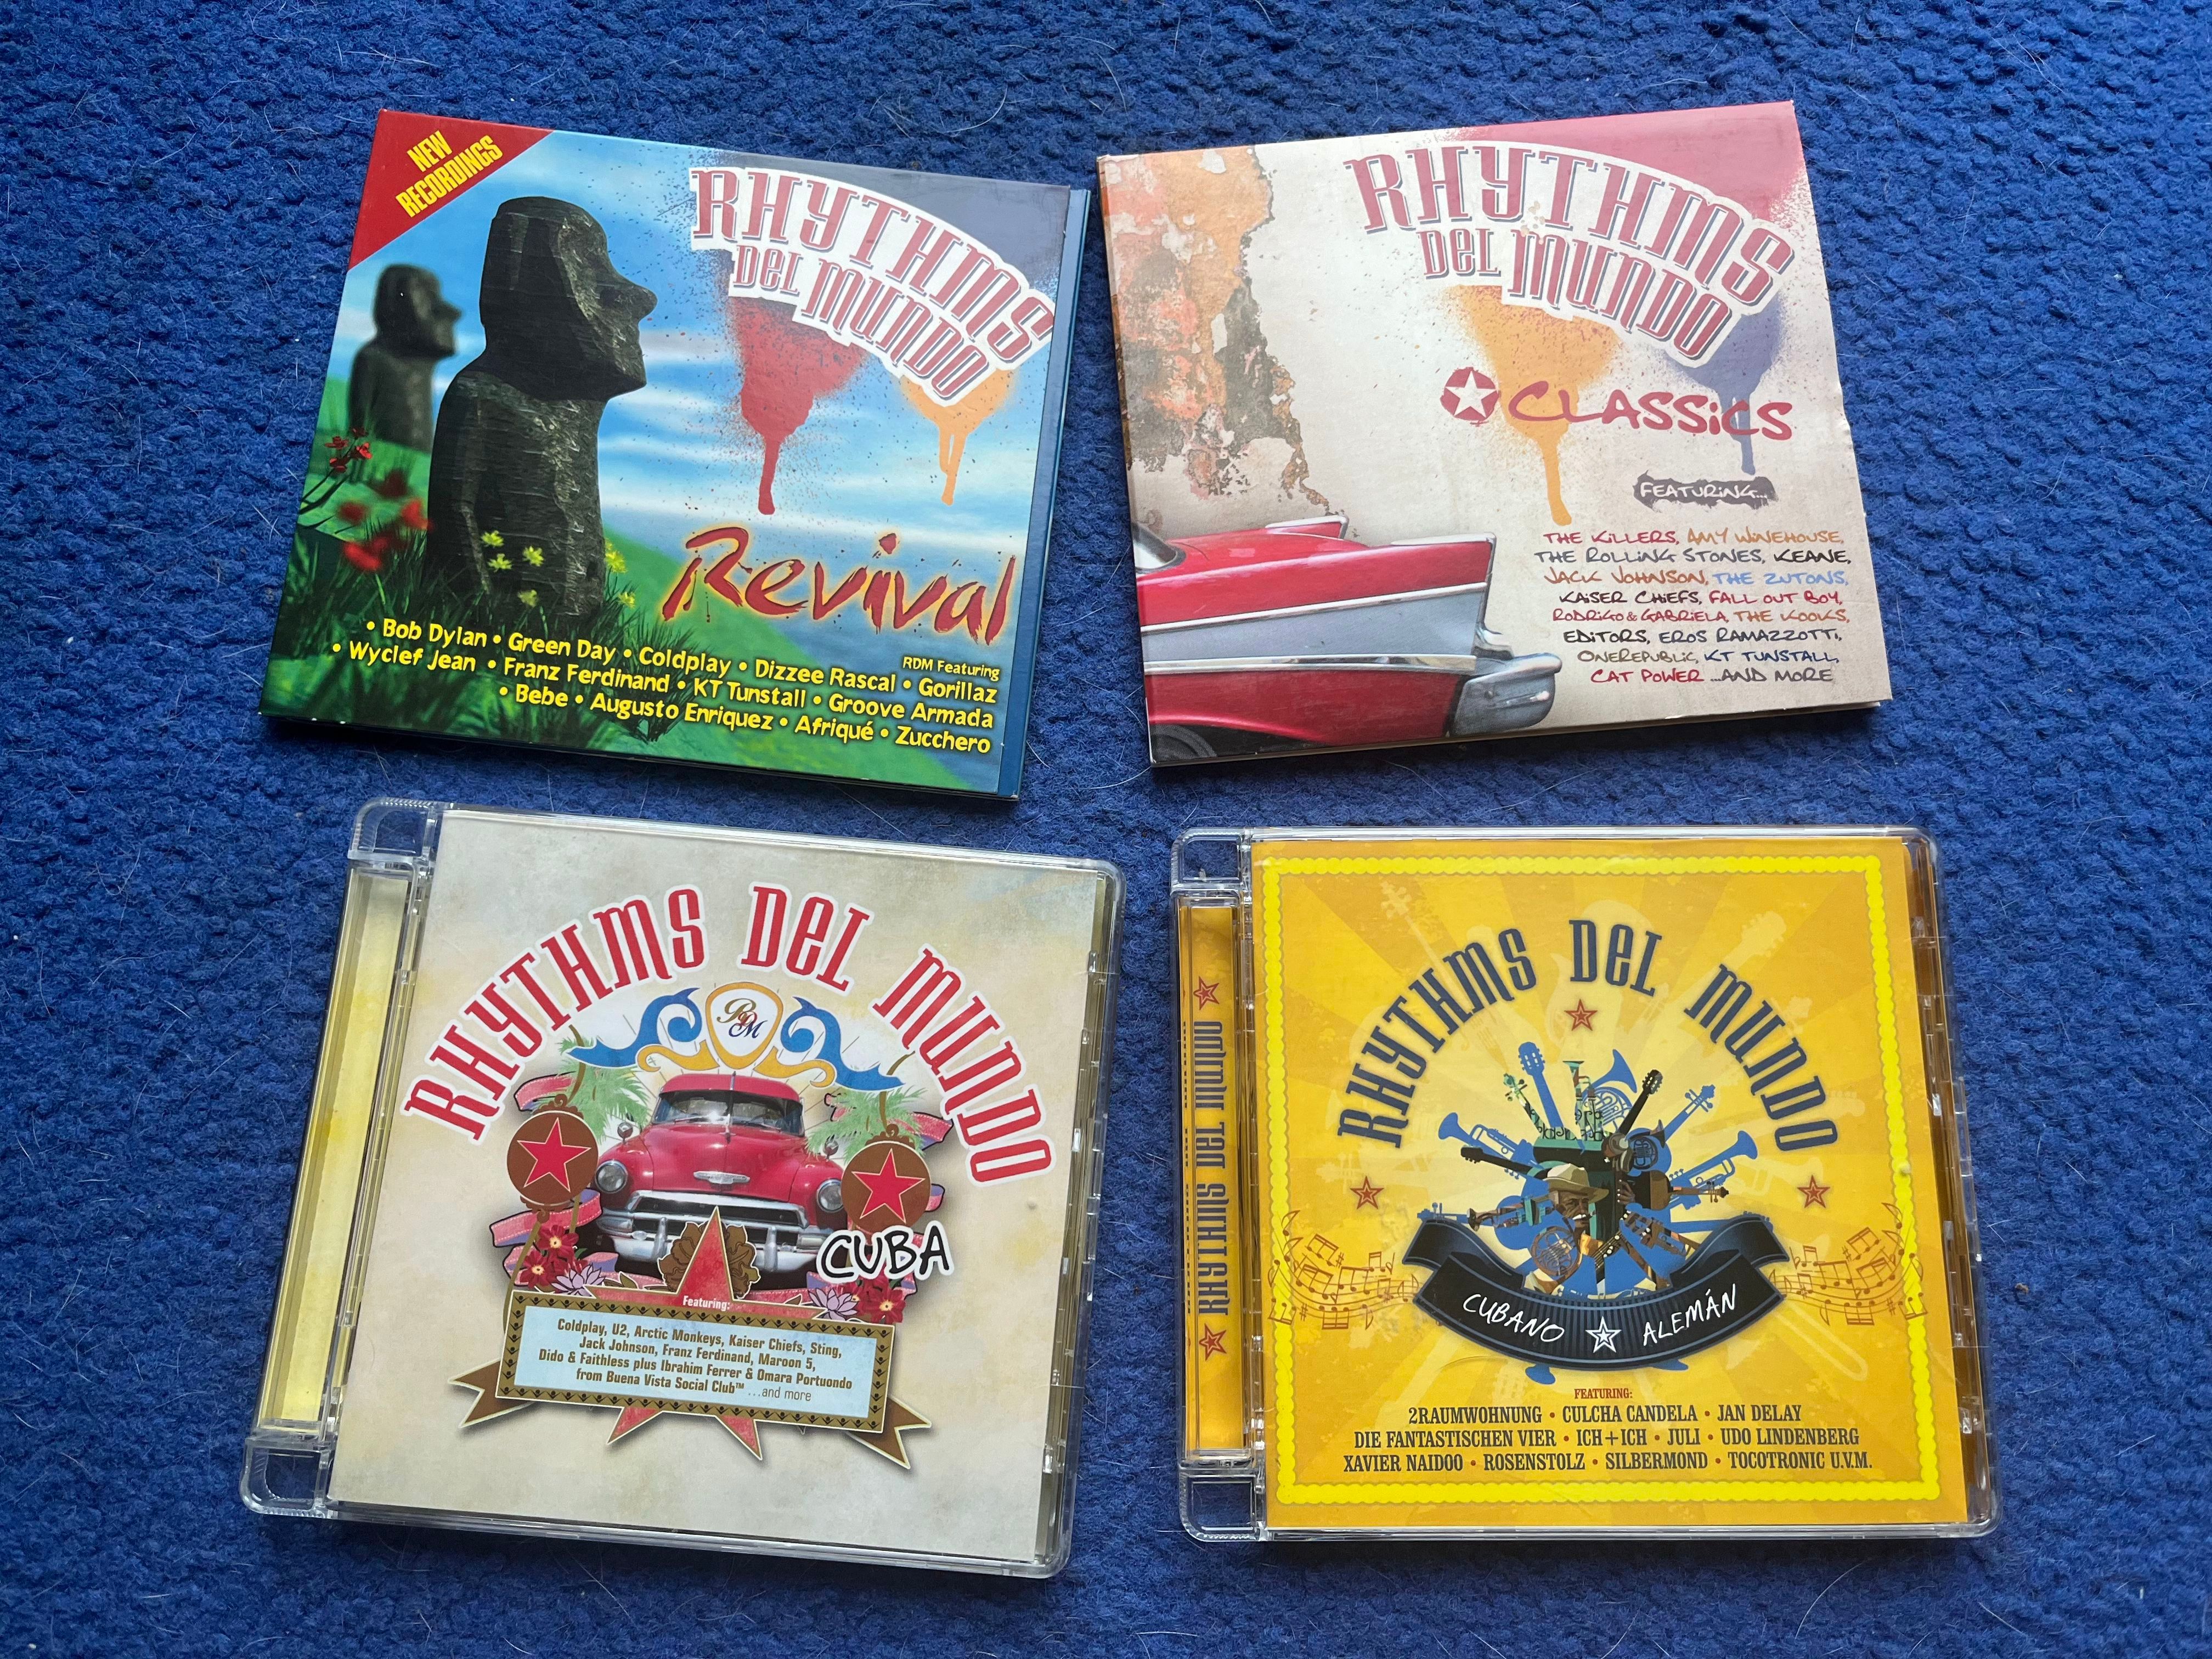 NEW
RECORDINGS
RHYTHMS
DEL MUNDO
Revival
RDM Featuring
• Bob Dylan • Green Day • Coldplay • Dizzee Rascal • Gorillaz
• Wyclef Jean • Franz Ferdinand • KT Tunstall • Groove Armada
• Bebe • Augusto Enriquez • Afriqué • Zucchero
RHYTHMS
DEL MUNDO
CLASSICS
FEATURING...
THE KILLERS, AMY WINEHOUSE,
THE ROLLING STONES, KEANE,
JACK JOHNSON, THE ZUTONS,
KAISER CHIEFS, FALL OUT BOY,
RODRIGO & GABRIELA, THE KOOKS,
EDITORS, EROS RAMAZZOTTI,
ONEREPUBLIC, KT TUNSTALL,
CAT POWER ...AND MORE
RHYTHMS DEL MUNDO
RDM
CUBA
Featuring:
Coldplay, U2, Arctic Monkeys, Kaiser Chiefs, Sting,
Jack Johnson, Franz Ferdinand, Maroon 5,
Dido & Faithless plus Ibrahim Ferrer & Omara Portuondo
from Buena Vista Social Club™ ...and more
RHYTHMS DEL MUNDO
RHYTHMS DEL MUNDO
CUBANO ALEMÁN
FEATURING:
2RAUMWOHNUNG • CULCHA CANDELA • JAN DELAY
DIE FANTASTISCHEN VIER • ICH+ICH • JULI • UDO LINDENBERG
XAVIER NAIDOO • ROSENSTOLZ • SILBERMOND • TOCOTRONIC U.V.M.